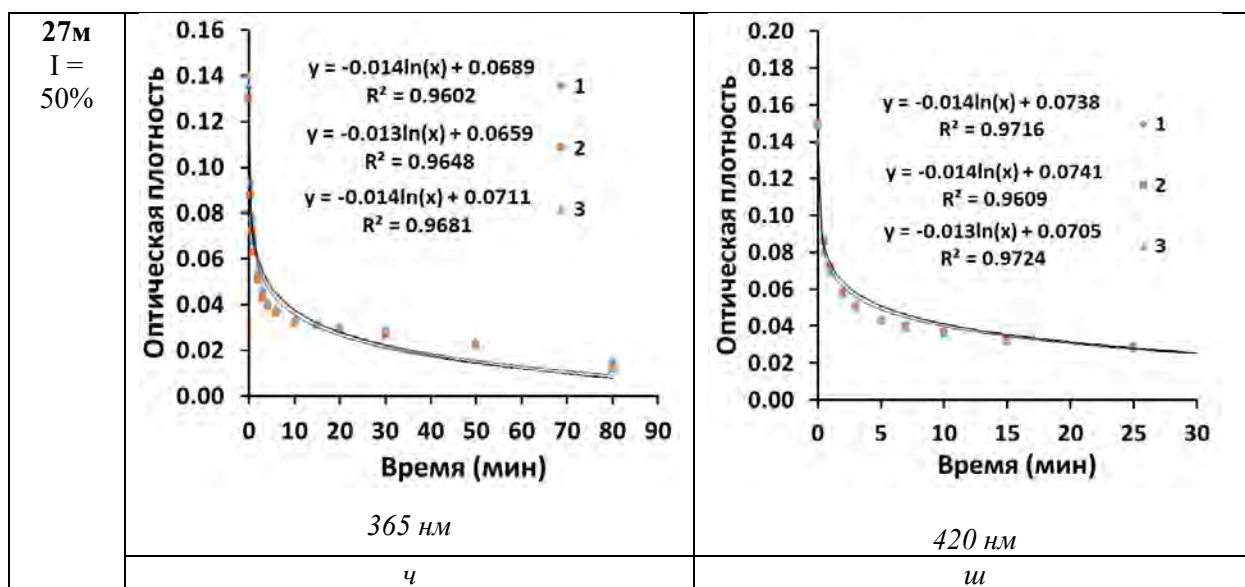 27м
I =
50%
Оптическая плотность
0.16
0.14
0.12
0.10
0.08
0.06
0.04
0.02
0.00
y = -0.014ln(x) + 0.0689
R² = 0.9602
1
y = -0.013ln(x) + 0.0659
R² = 0.9648
2
y = -0.014ln(x) + 0.0711
R² = 0.9681
3
0 10 20 30 40 50 60 70 80 90
Время (мин)
365 нм
ч
Оптическая плотность
0.20
0.18
0.16
0.14
0.12
0.10
0.08
0.06
0.04
0.02
0.00
y = -0.014ln(x) + 0.0738
R² = 0.9716
1
y = -0.014ln(x) + 0.0741
R² = 0.9609
2
y = -0.013ln(x) + 0.0705
R² = 0.9724
3
0 5 10 15 20 25 30
Время (мин)
420 нм
ш